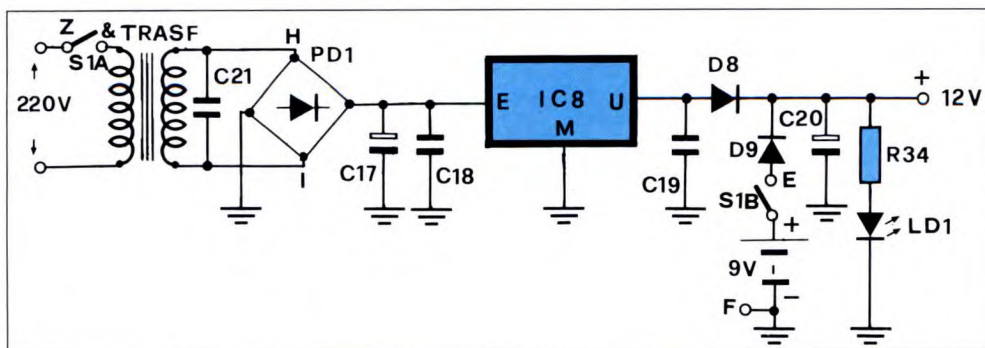 Z
& TRASF
S1A
220V
C21
H
PD1
I
C17
C18
E
IC8
U
M
C19
D8
D9
E
S1B
+
9V
−
F
C20
+
12V
R34
LD1